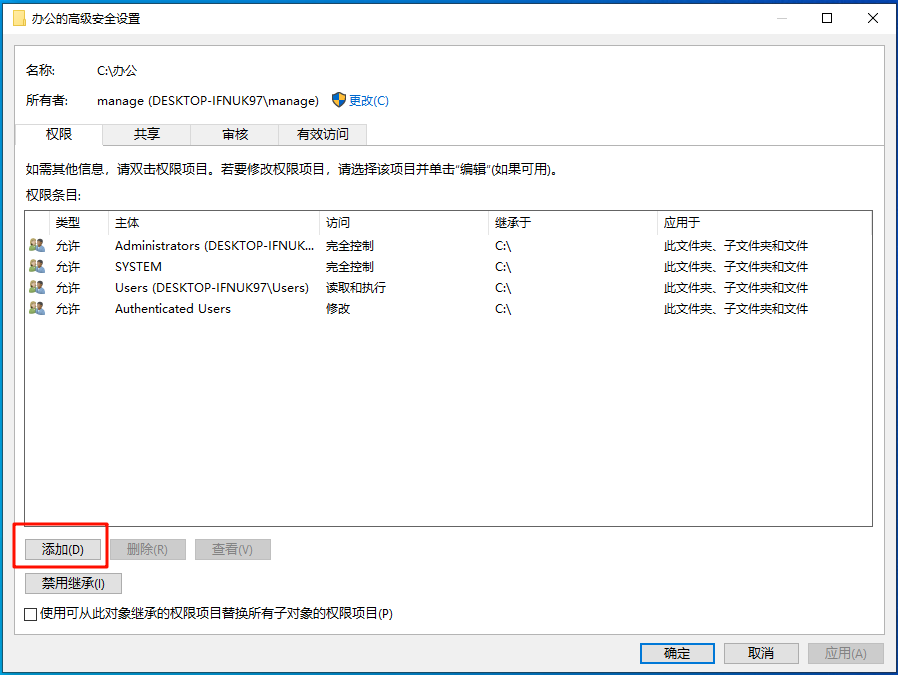 办公的高级安全设置
名称: C:\办公
所有者: manage (DESKTOP-IFNUK97\manage) 更改(C)
权限 共享 审核 有效访问
如需其他信息，请双击权限项目。若要修改权限项目，请选择该项目并单击“编辑”(如果可用)。
权限条目:
类型 主体 访问 继承于 应用于
允许 Administrators (DESKTOP-IFNUK... 完全控制 C:\ 此文件夹、子文件夹和文件
允许 SYSTEM 完全控制 C:\ 此文件夹、子文件夹和文件
允许 Users (DESKTOP-IFNUK97\Users) 读取和执行 C:\ 此文件夹、子文件夹和文件
允许 Authenticated Users 修改 C:\ 此文件夹、子文件夹和文件
添加(D) 删除(R) 查看(V)
禁用继承(I)
使用可从此对象继承的权限项目替换所有子对象的权限项目(P)
确定 取消 应用(A)